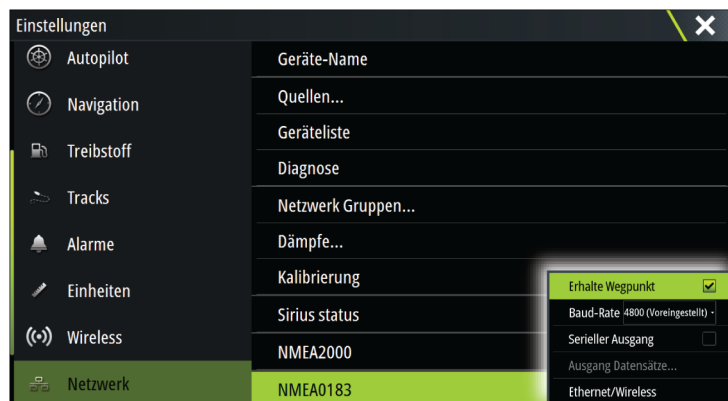 Einstellungen
Autopilot
Navigation
Treibstoff
Tracks
Alarme
Einheiten
Wireless
Netzwerk
Geräte-Name
Quellen...
Geräteliste
Diagnose
Netzwerk Gruppen...
Dämpfe...
Kalibrierung
Sirius status
NMEA2000
NMEA0183
Erhalte Wegpunkt
Baud-Rate 4800 (Voreingestellt)
Serieller Ausgang
Ausgang Datensätze...
Ethernet/Wireless